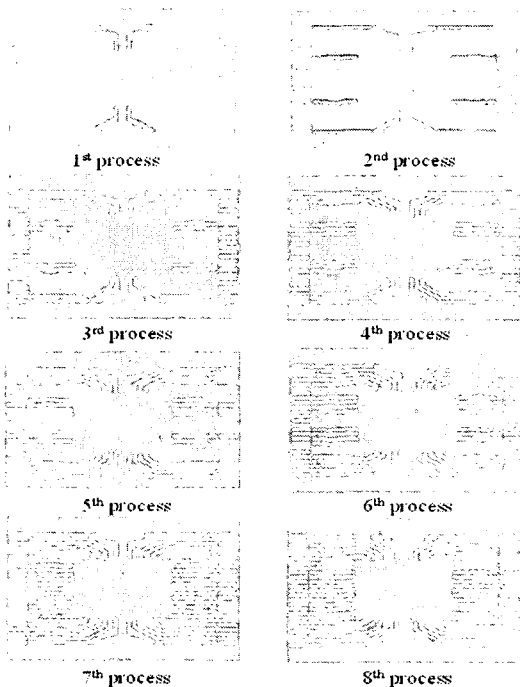 1st process
2nd process
3rd process
4th process
5th process
6th process
7th process
8th process